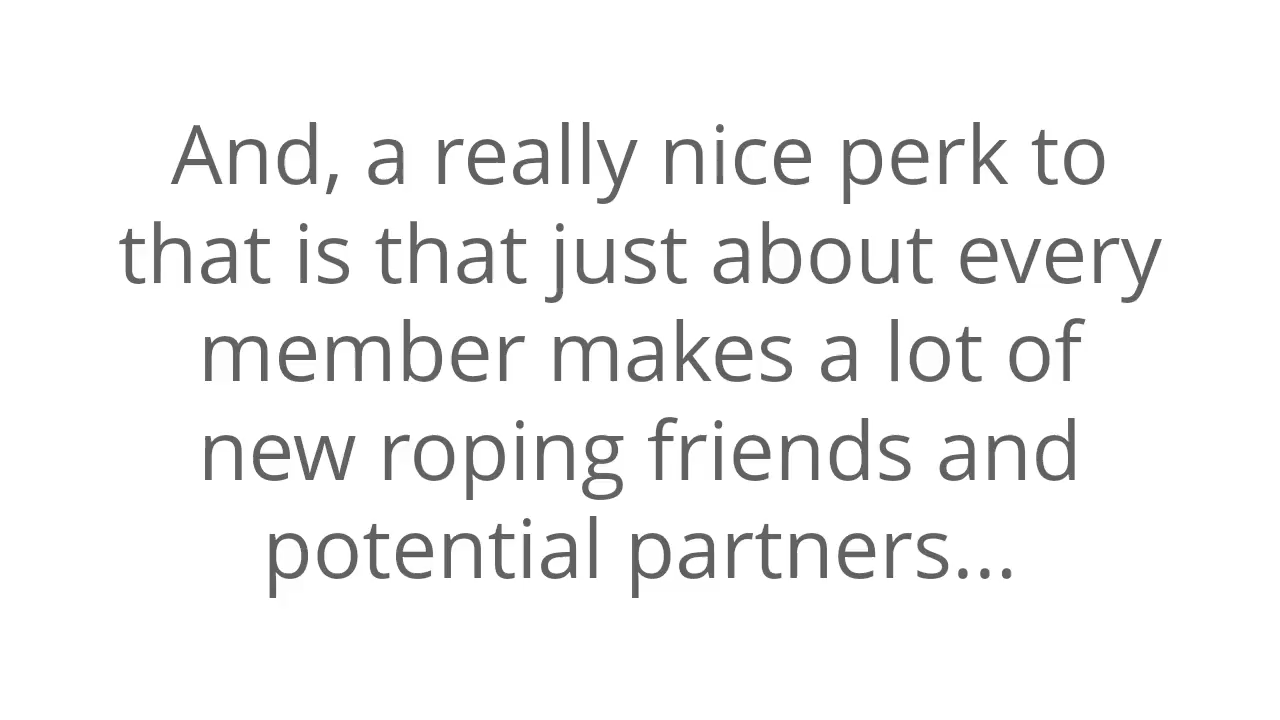 And, a really nice perk to
that is that just about every
member makes a lot of
new roping friends and
potential partners...